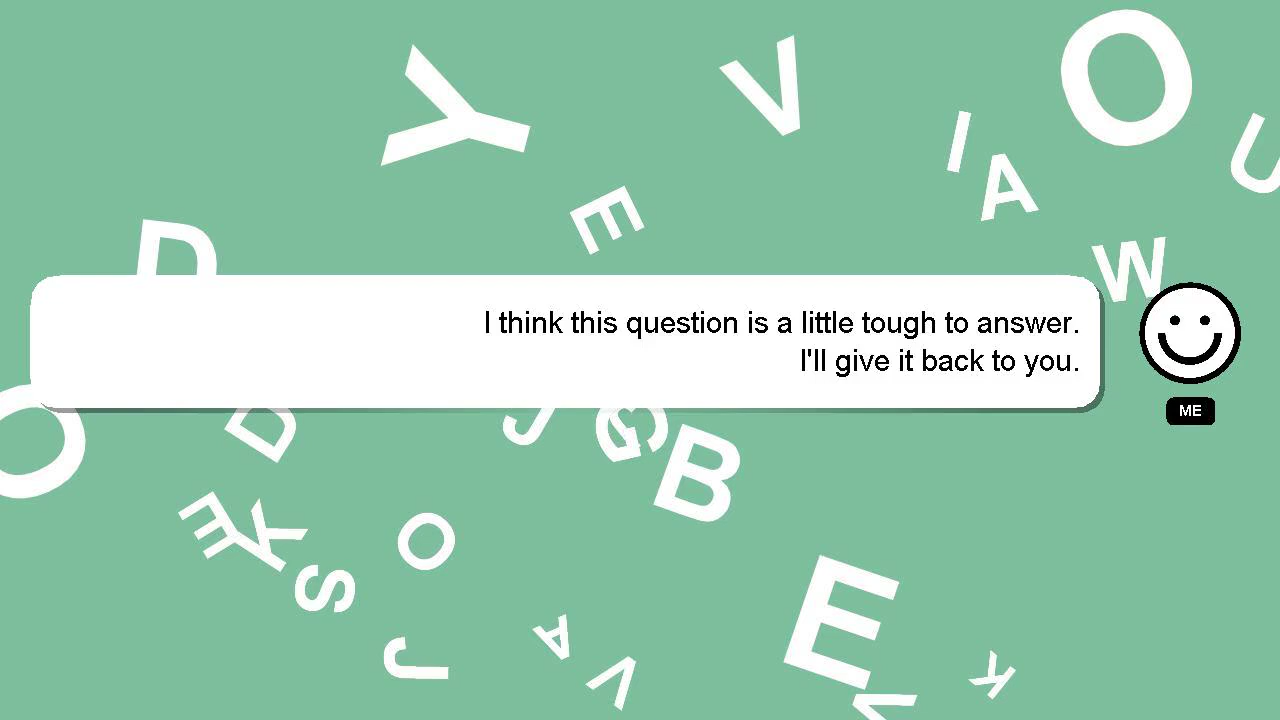 Y
V
O
I
A
U
E
D
W
I think this question is a little tough to answer.
I'll give it back to you.
ME
O
D
J
G
B
E
K
O
S
J
A
V
E
K
V